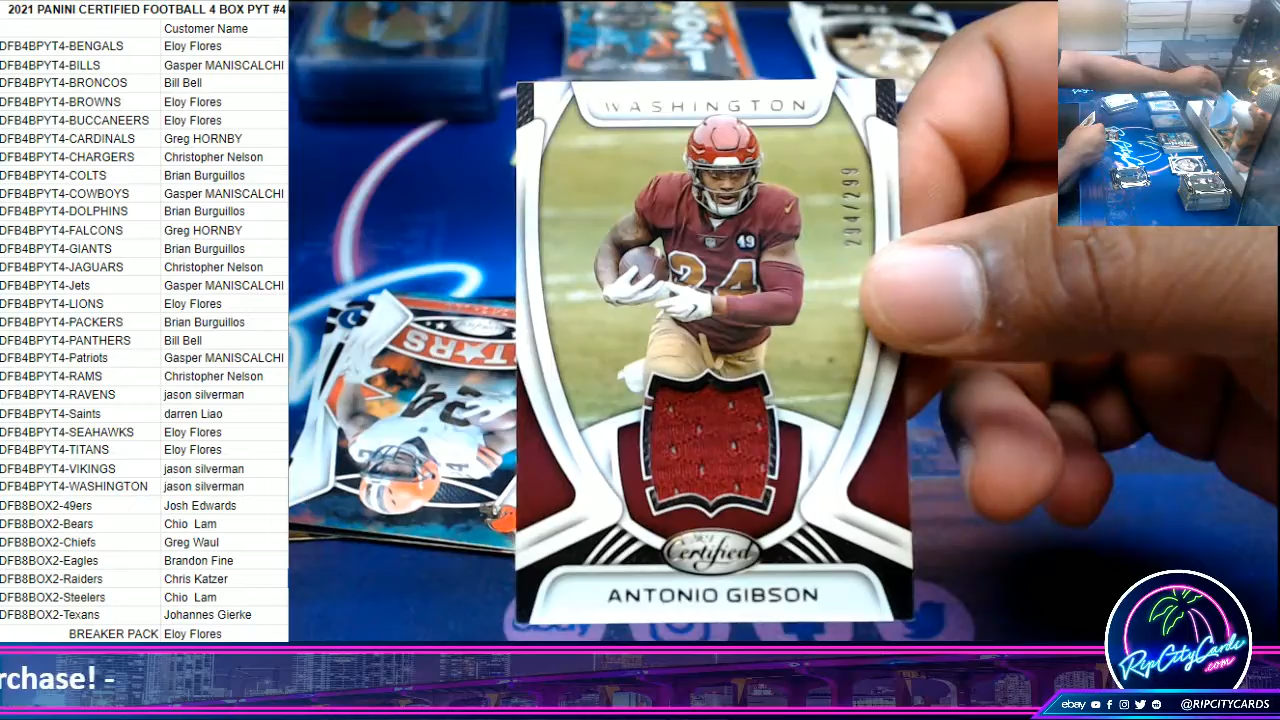 2021 PANINI CERTIFIED FOOTBALL 4 BOX PYT #4
Customer Name
DFB4BPYT4-BENGALS Eloy Flores
DFB4BPYT4-BILLS Gasper MANISCALCHI
DFB4BPYT4-BRONCOS Bill Bell
DFB4BPYT4-BROWNS Eloy Flores
DFB4BPYT4-BUCCANEERS Eloy Flores
DFB4BPYT4-CARDINALS Greg HORNBY
DFB4BPYT4-CHARGERS Christopher Nelson
DFB4BPYT4-COLTS Brian Burguillos
DFB4BPYT4-COWBOYS Gasper MANISCALCHI
DFB4BPYT4-DOLPHINS Brian Burguillos
DFB4BPYT4-FALCONS Greg HORNBY
DFB4BPYT4-GIANTS Brian Burguillos
DFB4BPYT4-JAGUARS Christopher Nelson
DFB4BPYT4-Jets Gasper MANISCALCHI
DFB4BPYT4-LIONS Eloy Flores
DFB4BPYT4-PACKERS Brian Burguillos
DFB4BPYT4-PANTHERS Bill Bell
DFB4BPYT4-Patriots Gasper MANISCALCHI
DFB4BPYT4-RAMS Christopher Nelson
DFB4BPYT4-RAVENS jason silverman
DFB4BPYT4-Saints darren Liao
DFB4BPYT4-SEAHAWKS Eloy Flores
DFB4BPYT4-TITANS Eloy Flores
DFB4BPYT4-VIKINGS jason silverman
DFB4BPYT4-WASHINGTON jason silverman
DFB8BOX2-49ers Josh Edwards
DFB8BOX2-Bears Chio Lam
DFB8BOX2-Chiefs Greg Waul
DFB8BOX2-Eagles Brandon Fine
DFB8BOX2-Raiders Chris Katzer
DFB8BOX2-Steelers Chio Lam
DFB8BOX2-Texans Johannes Gierke
BREAKER PACK Eloy Flores
WASHINGTON
294/299
49
24
Certified
ANTONIO GIBSON
STARS
24
ebay
rchase! -
RipCityCards
.com
ebay @RIPCITYCARDS